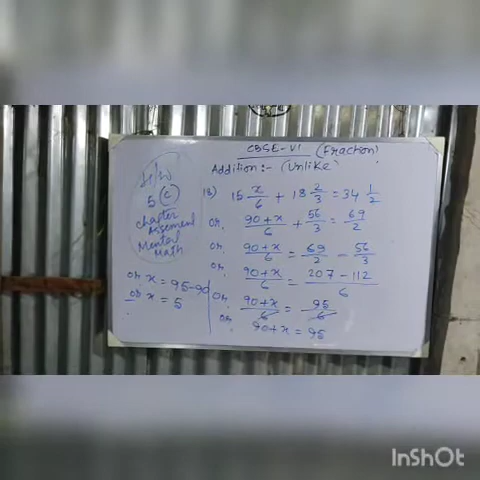 CBSE-VI (Fraction)
Addition:- (Unlike)
H/W
5 (C)
Chapter
Assesment
Mental
Math
18) 15 x/6 + 18 2/3 = 34 1/2
or, (90+x)/6 + 56/3 = 69/2
or, (90+x)/6 = 69/2 - 56/3
or, (90+x)/6 = (207-112)/6
or, (90+x)/6 = 95/6
or, 90+x = 95
or x = 95-90
or x = 5
InShOt